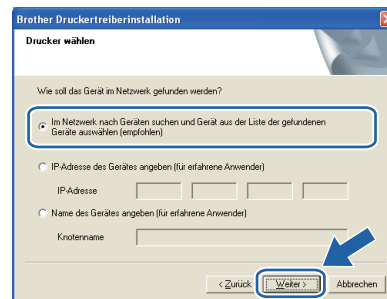 Brother Druckertreiberinstallation
Drucker wählen
Wie soll das Gerät im Netzwerk gefunden werden?
Im Netzwerk nach Geräten suchen und Gerät aus der Liste der gefundenen
Geräte auswählen (empfohlen)
IP-Adresse des Gerätes angeben (für erfahrene Anwender)
IP-Adresse
Name des Gerätes angeben (für erfahrene Anwender)
Knotenname
< Zurück
Weiter >
Abbrechen